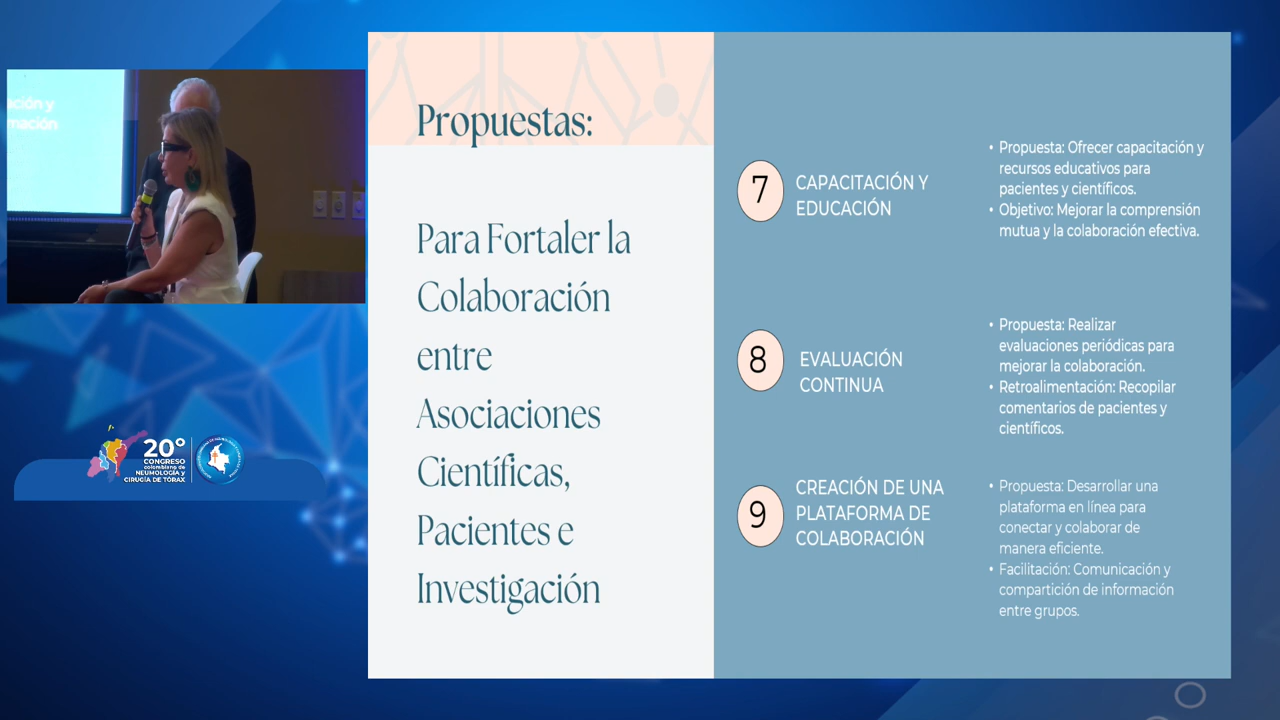 ación y
mación
20°
CONGRESO
colombiano de
NEUMOLOGÍA y
CIRUGÍA DE TÓRAX
Propuestas:
Para Fortaler la
Colaboración
entre
Asociaciones
Científicas,
Pacientes e
Investigación
7
CAPACITACIÓN Y
EDUCACIÓN
• Propuesta: Ofrecer capacitación y
recursos educativos para
pacientes y científicos.
• Objetivo: Mejorar la comprensión
mutua y la colaboración efectiva.
8
EVALUACIÓN
CONTINUA
• Propuesta: Realizar
evaluaciones periódicas para
mejorar la colaboración.
• Retroalimentación: Recopilar
comentarios de pacientes y
científicos.
9
CREACIÓN DE UNA
PLATAFORMA DE
COLABORACIÓN
• Propuesta: Desarrollar una
plataforma en línea para
conectar y colaborar de
manera eficiente.
• Facilitación: Comunicación y
compartición de información
entre grupos.